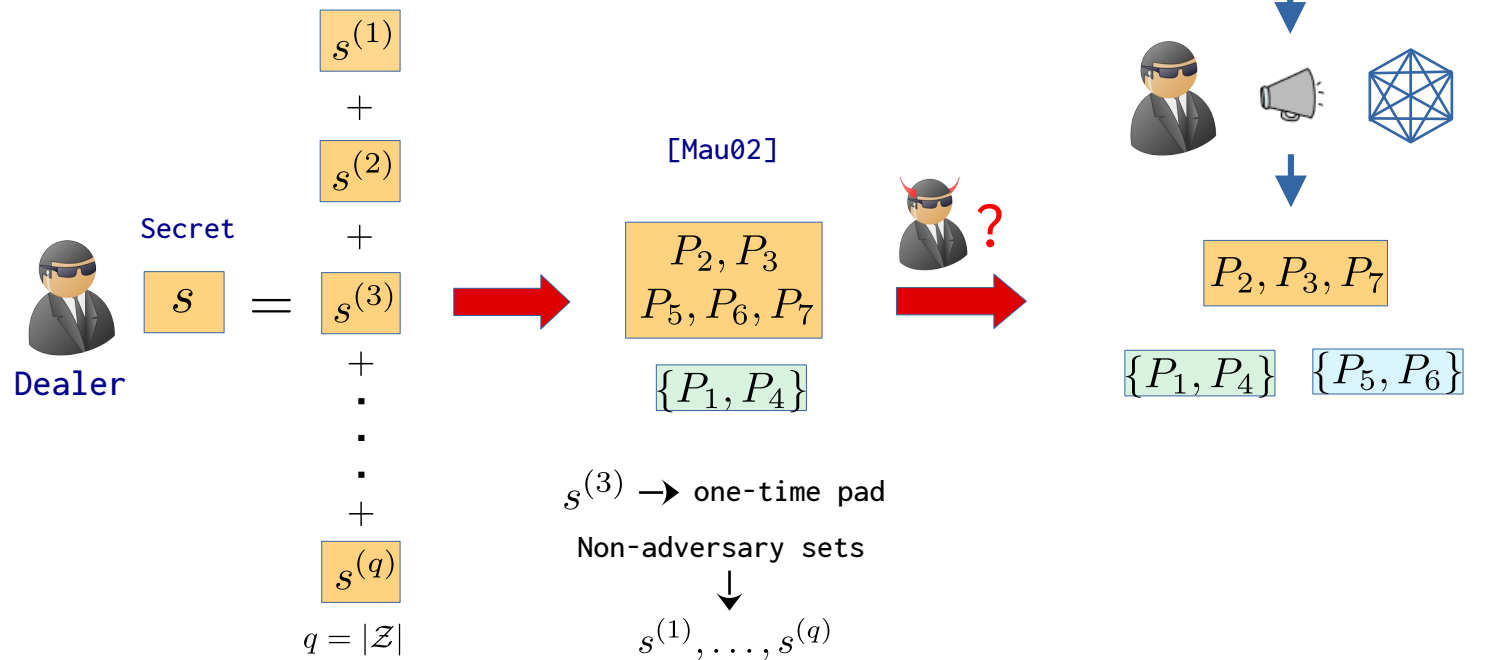 s^{(1)}
+
s^{(2)}
+
Secret
Dealer
s = s^{(3)}
+
.
.
.
+
s^{(q)}
q = |\mathcal{Z}|
[Mau02]
P_2, P_3
P_5, P_6, P_7
{P_1, P_4}
s^{(3)} → one-time pad
Non-adversary sets
s^{(1)}, . . . , s^{(q)}
?
P_2, P_3, P_7
{P_1, P_4}
{P_5, P_6}